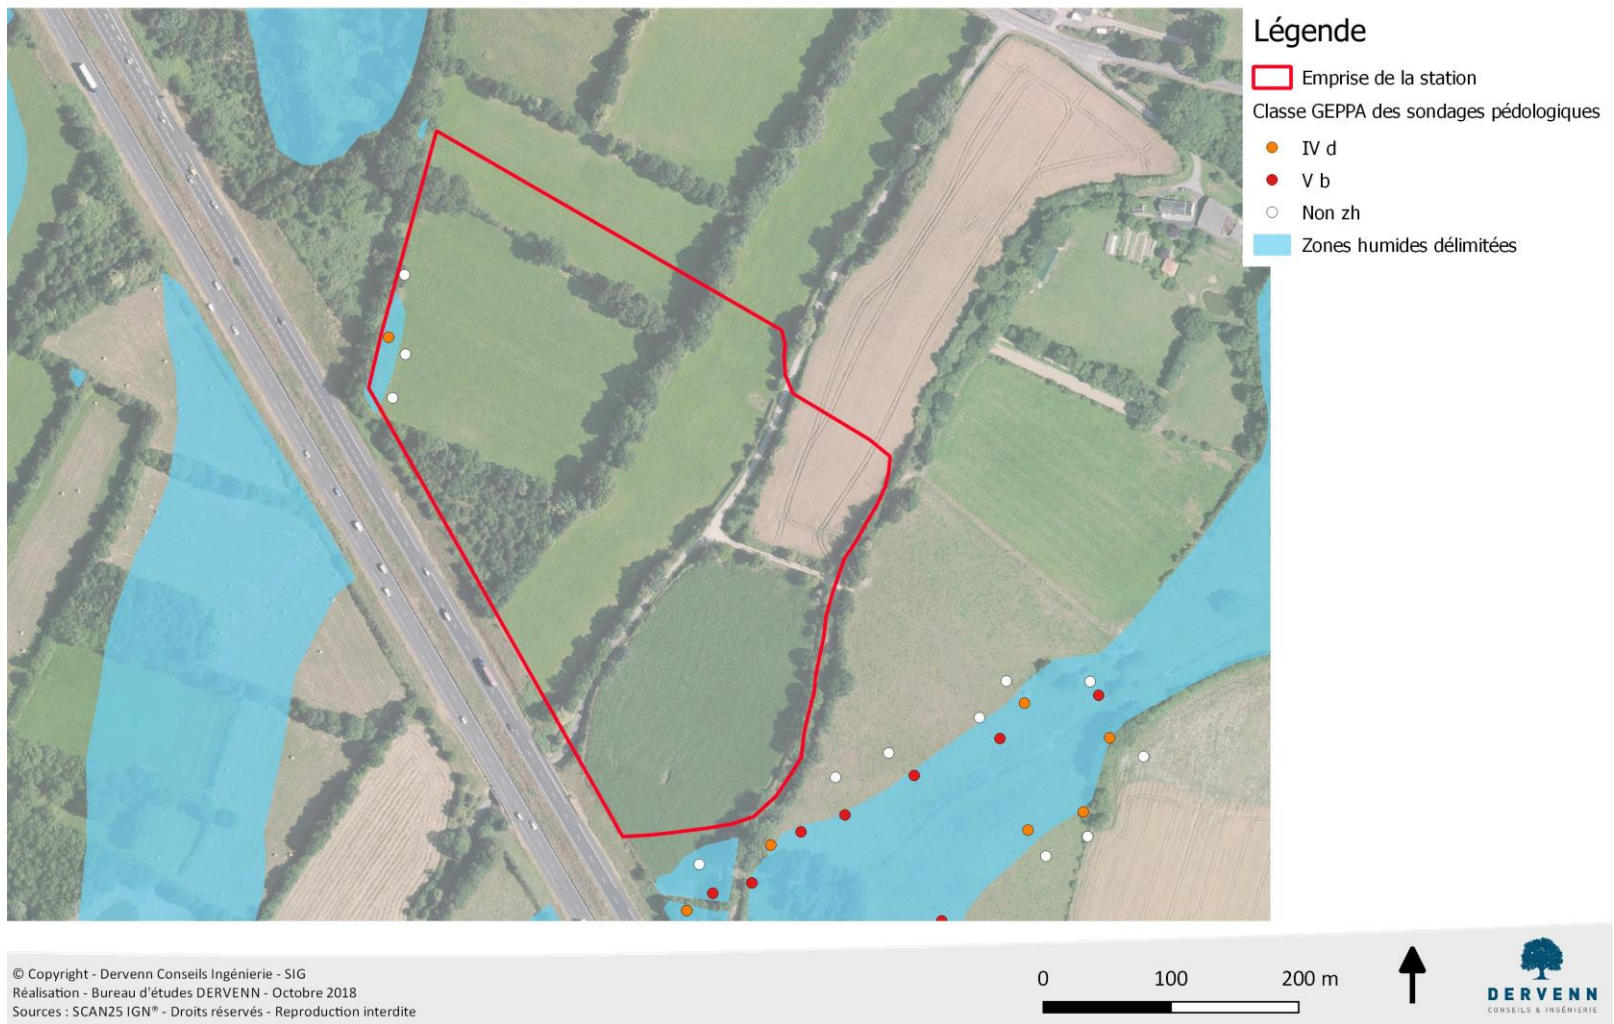 Légende
Emprise de la station
Classe GEPPA des sondages pédologiques
IV d
V b
Non zh
Zones humides délimitées
© Copyright - Dervenn Conseils Ingénierie - SIG
Réalisation - Bureau d'études DERVENN - Octobre 2018
Sources : SCAN25 IGN® - Droits réservés - Reproduction interdite
0 100 200 m
DERVENN
CONSEILS & INGÉNIERIE